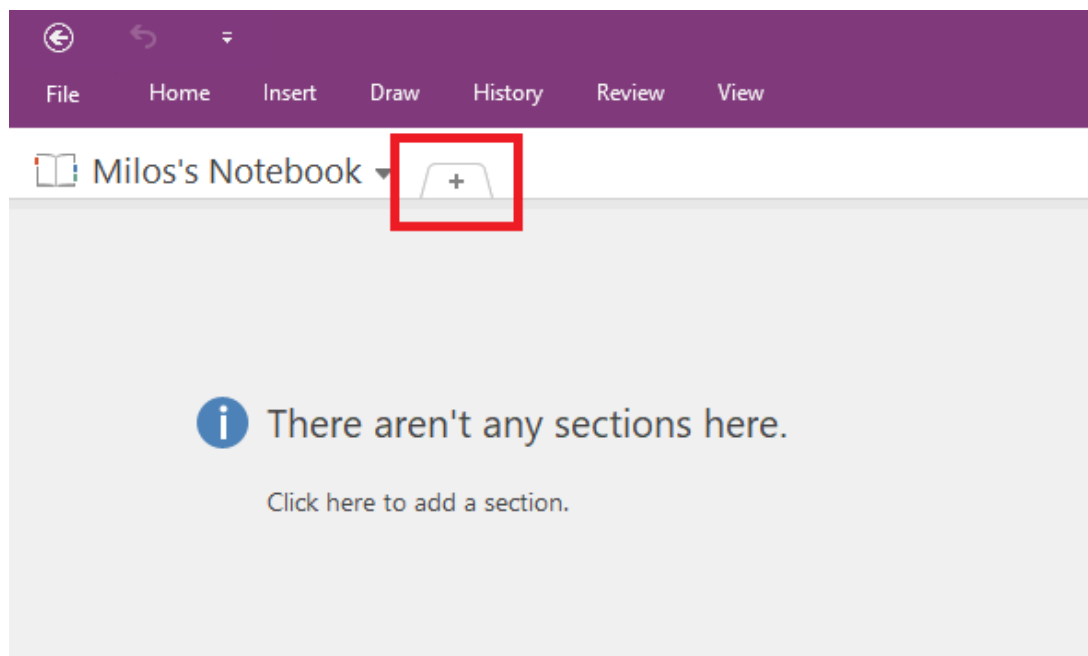 File Home Insert Draw History Review View
Milos's Notebook +
There aren't any sections here.
Click here to add a section.